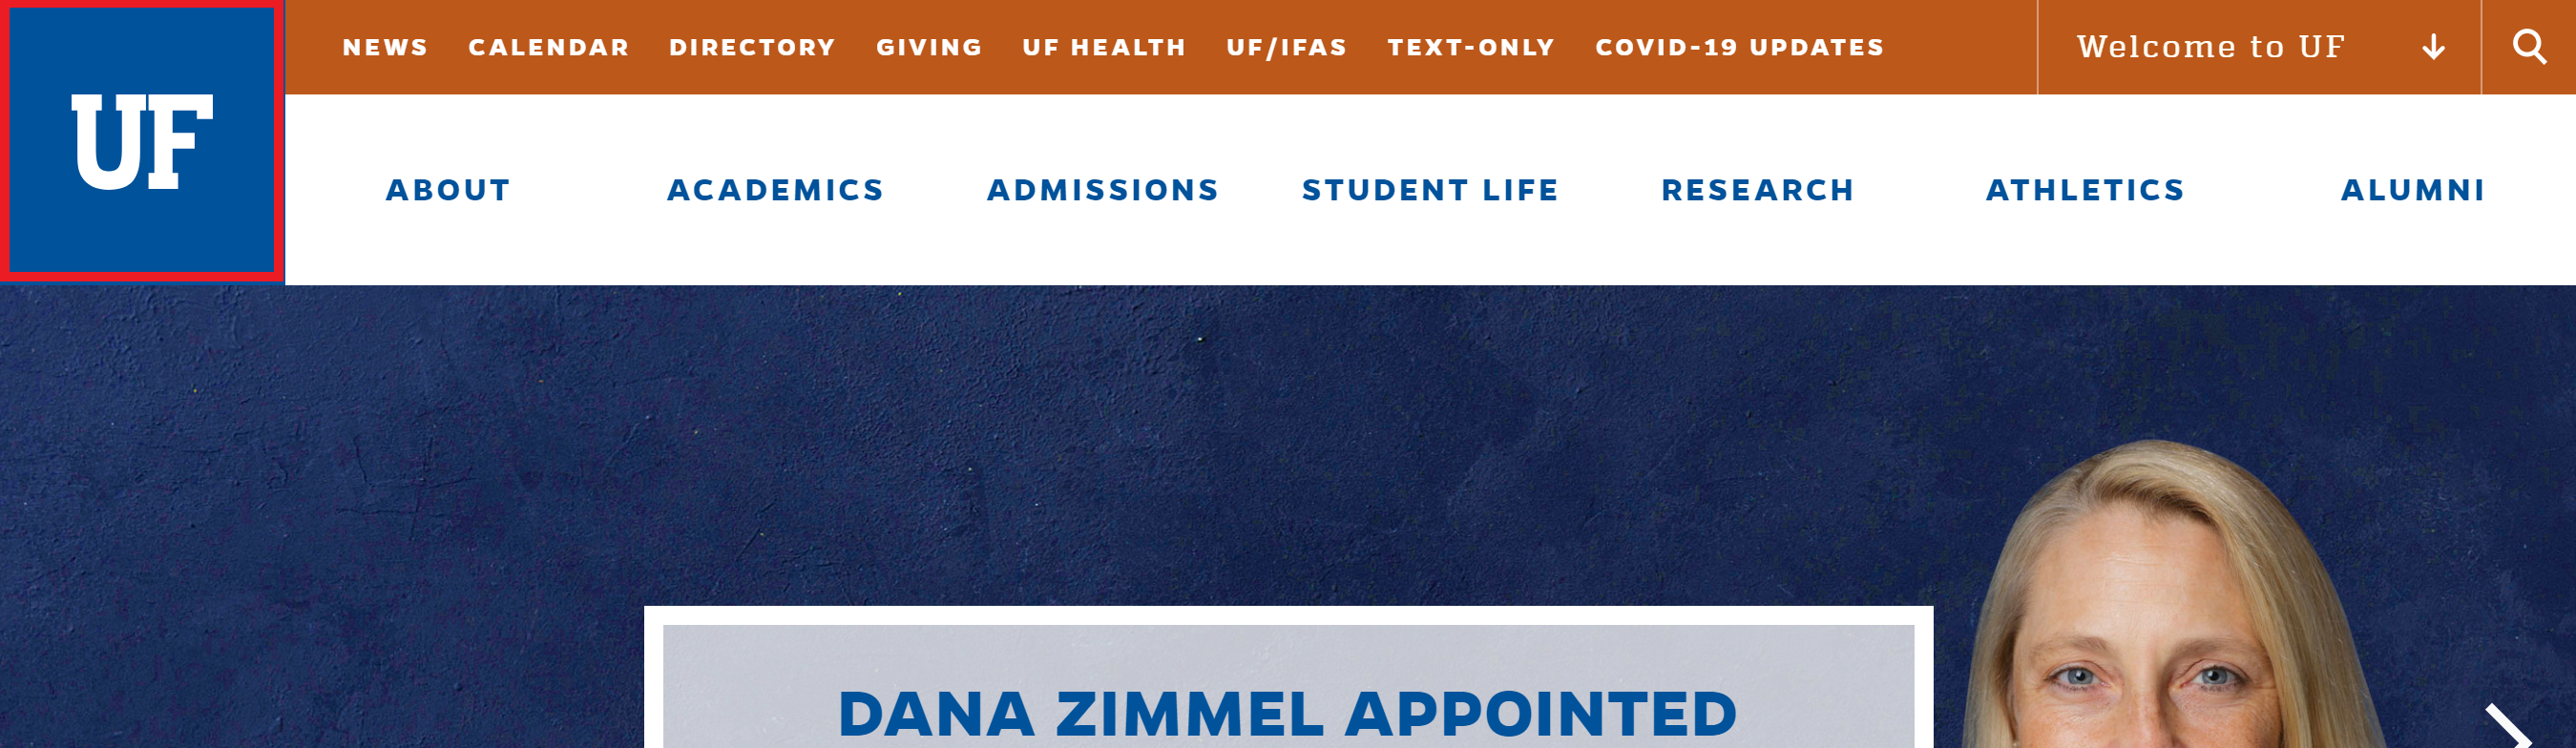 UF
NEWS CALENDAR DIRECTORY GIVING UF HEALTH UF/IFAS TEXT-ONLY COVID-19 UPDATES Welcome to UF
ABOUT ACADEMICS ADMISSIONS STUDENT LIFE RESEARCH ATHLETICS ALUMNI
DANA ZIMMEL APPOINTED